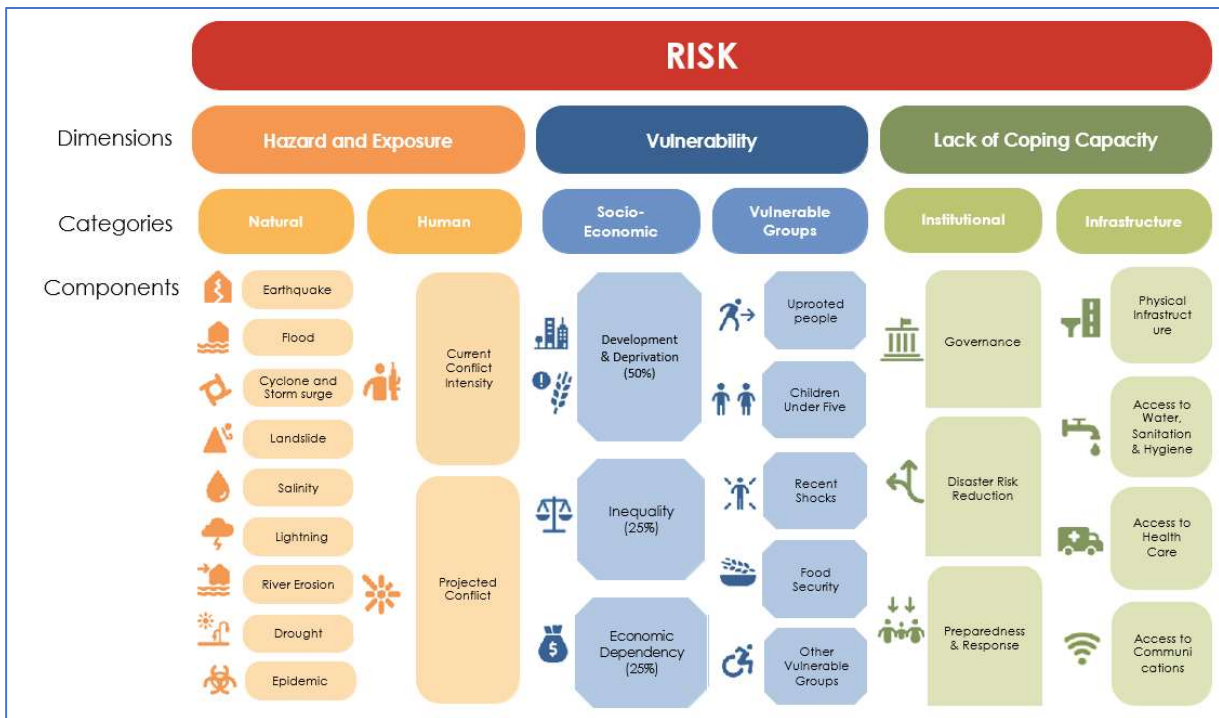 RISK
Dimensions
Hazard and Exposure
Vulnerability
Lack of Coping Capacity
Categories
Natural
Human
Socio-
Economic
Vulnerable
Groups
Institutional
Infrastructure
Components
Earthquake
Flood
Cyclone and
Storm surge
Landslide
Salinity
Lightning
River Erosion
Drought
Epidemic
Current
Conflict
Intensity
Projected
Conflict
Development
& Deprivation
(50%)
Inequality
(25%)
Economic
Dependency
(25%)
Uprooted
people
Children
Under Five
Recent
Shocks
Food
Security
Other
Vulnerable
Groups
Governance
Disaster Risk
Reduction
Preparedness
& Response
Physical
Infrastruct
ure
Access to
Water,
Sanitation
& Hygiene
Access to
Health
Care
Access to
Communi
cations